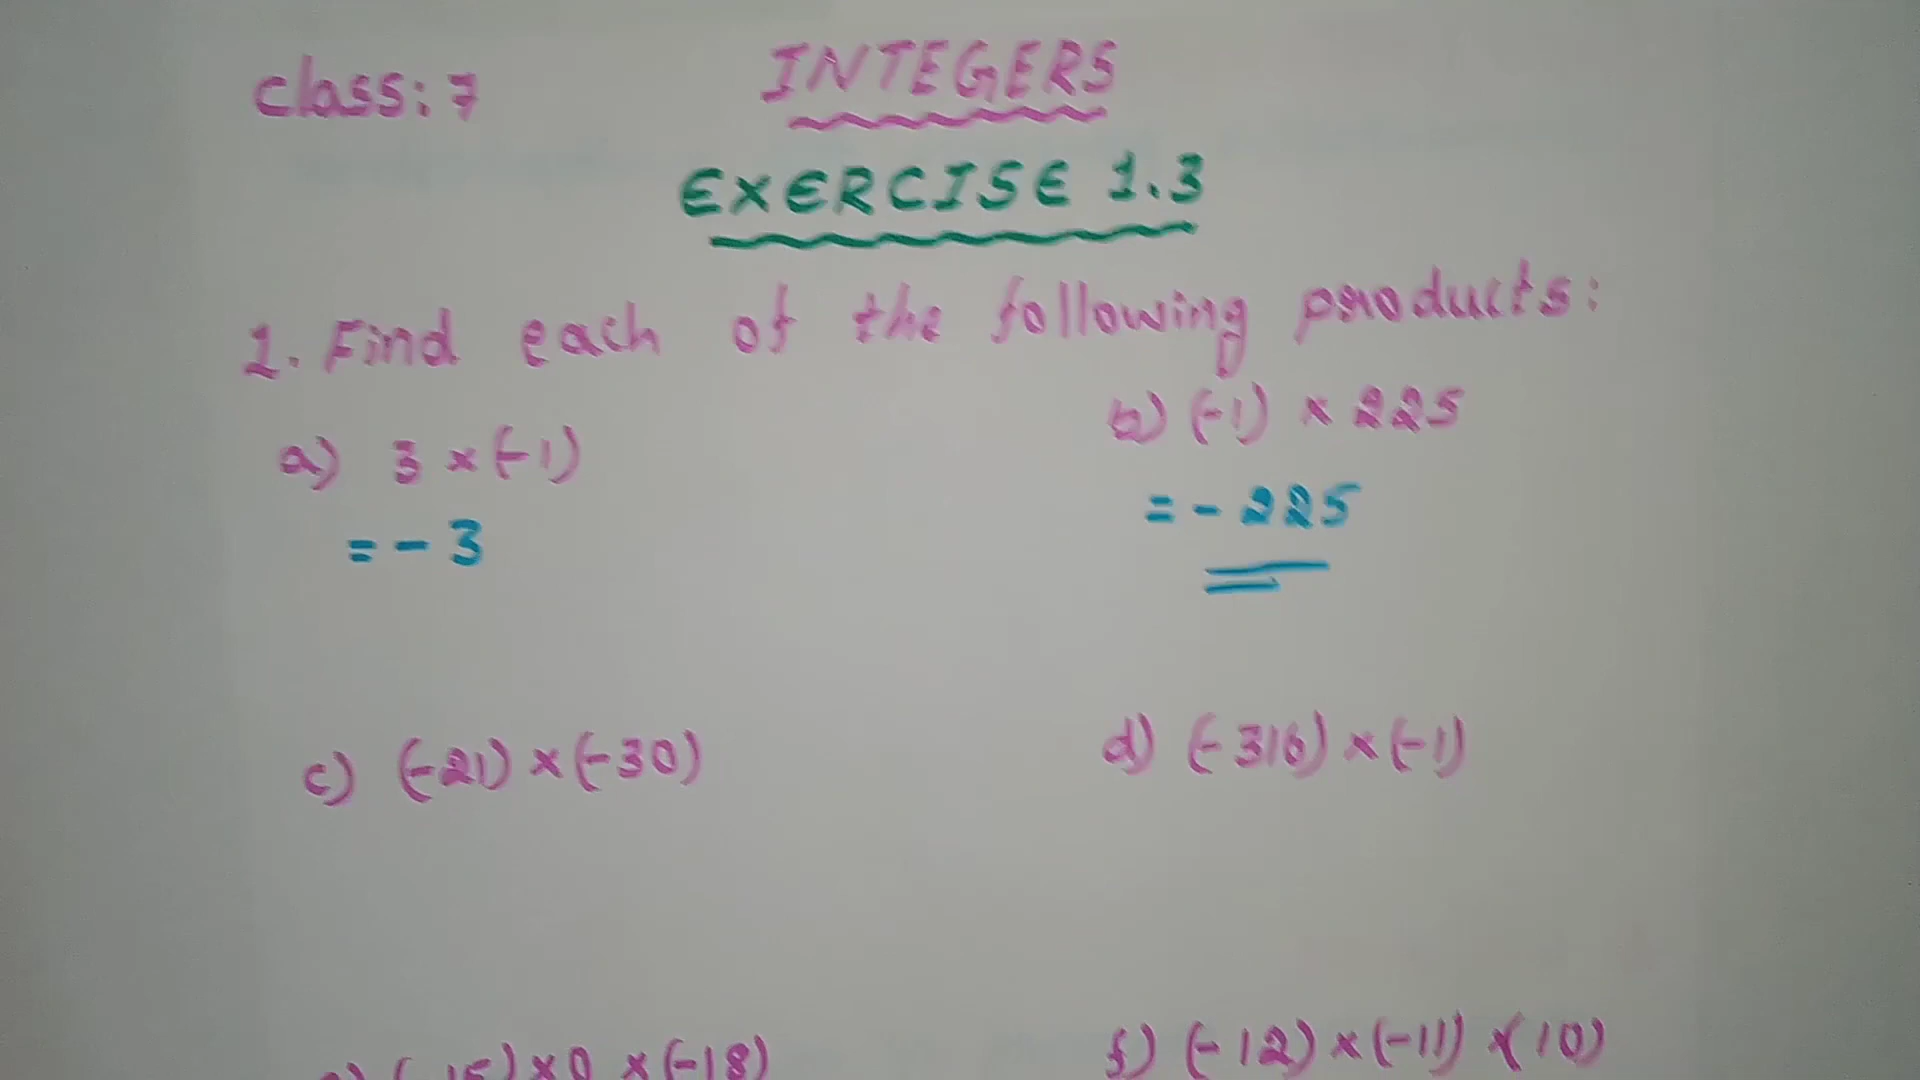 class: 7
INTEGERS
EXERCISE 1.3
1. Find each of the following products:
a) 3 × (-1)
= - 3
b) (-1) × 225
= - 225
c) (-21) × (-30)
d) (-316) × (-1)
(-15) × 0 × (-18)
f) (-12) × (-11) × (10)